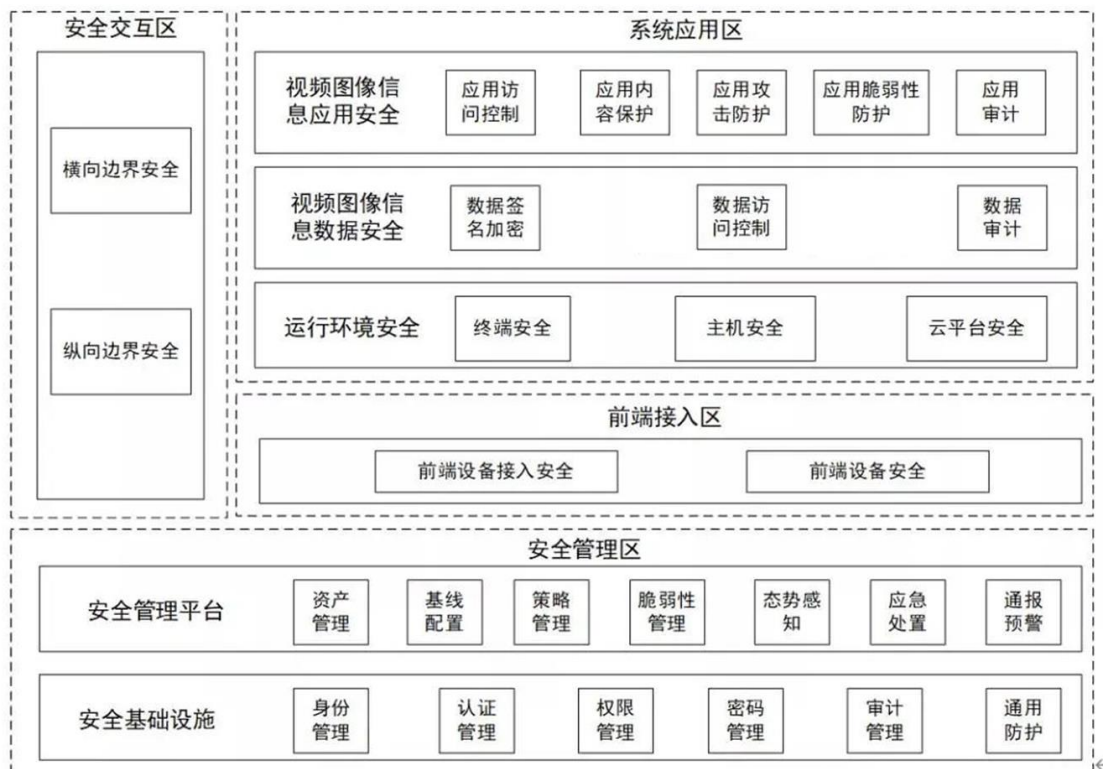 安全交互区
横向边界安全
纵向边界安全
系统应用区
视频图像信
息应用安全
应用访
问控制
应用内
容保护
应用攻
击防护
应用脆弱性
防护
应用
审计
视频图像信
息数据安全
数据签
名加密
数据访
问控制
数据
审计
运行环境安全
终端安全
主机安全
云平台安全
前端接入区
前端设备接入安全
前端设备安全
安全管理区
安全管理平台
资产
管理
基线
配置
策略
管理
脆弱性
管理
态势感
知
应急
处置
通报
预警
安全基础设施
身份
管理
认证
管理
权限
管理
密码
管理
审计
管理
通用
防护